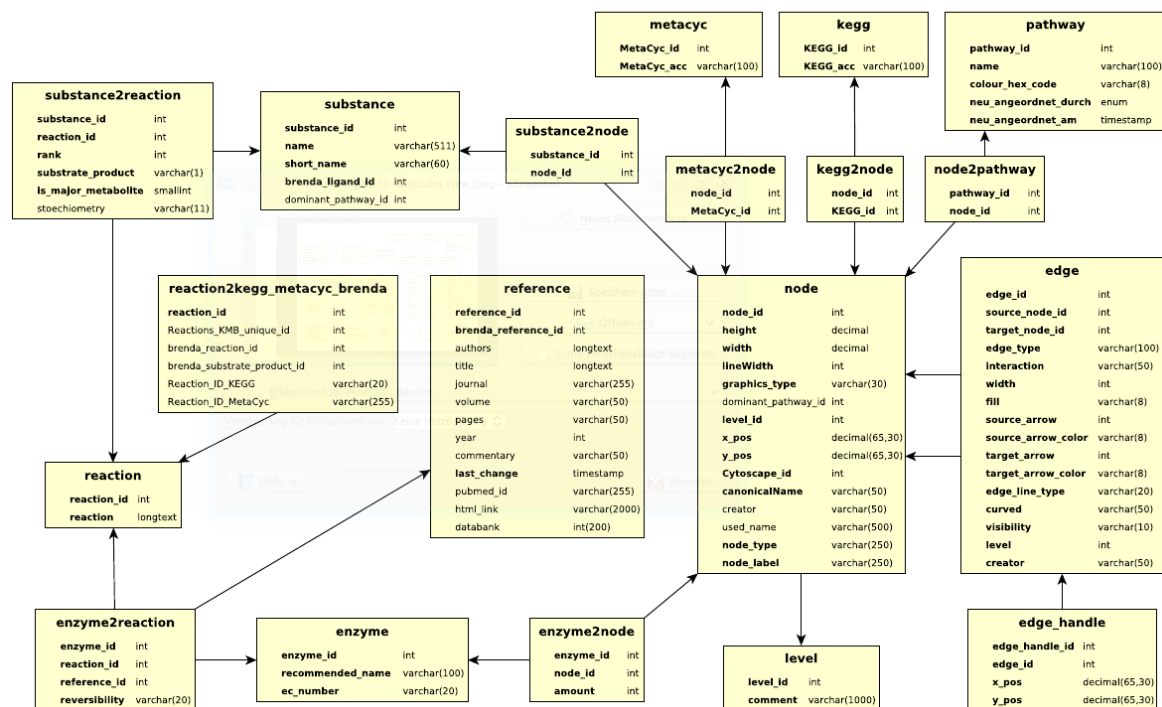 metacyc
MetaCyc_id int
MetaCyc_acc varchar(100)
kegg
KEGG_id int
KEGG_acc varchar(100)
pathway
pathway_id int
name varchar(100)
colour_hex_code varchar(8)
neu_angeordnet_durch enum
neu_angeordnet_am timestamp
substance2reaction
substance_id int
reaction_id int
rank int
substrate_product varchar(1)
is_major_metabolite smallint
stoechiometry varchar(11)
substance
substance_id int
name varchar(511)
short_name varchar(60)
brenda_ligand_id int
dominant_pathway_id int
substance2node
substance_id int
node_id int
metacyc2node
node_id int
MetaCyc_id int
kegg2node
node_id int
KEGG_id int
node2pathway
pathway_id int
node_id int
reaction2kegg_metacyc_brenda
reaction_id int
Reactions_KMB_unique_id int
brenda_reaction_id int
brenda_substrate_product_id int
Reaction_ID_KEGG varchar(20)
Reaction_ID_MetaCyc varchar(255)
reference
reference_id int
brenda_reference_id int
authors longtext
title longtext
journal varchar(255)
volume varchar(50)
pages varchar(50)
year int
commentary varchar(50)
last_change timestamp
pubmed_id varchar(255)
html_link varchar(2000)
databank int(200)
node
node_id int
height decimal
width decimal
lineWidth int
graphics_type varchar(30)
dominant_pathway_id int
level_id int
x_pos decimal(65,30)
y_pos decimal(65,30)
Cytoscape_id int
canonicalName varchar(50)
creator varchar(50)
used_name varchar(500)
node_type varchar(250)
node_label varchar(250)
edge
edge_id int
source_node_id int
target_node_id int
edge_type varchar(100)
interaction varchar(50)
width int
fill varchar(8)
source_arrow int
source_arrow_color varchar(8)
target_arrow int
target_arrow_color varchar(8)
edge_line_type varchar(20)
curved varchar(50)
visibility varchar(10)
level int
creator varchar(50)
reaction
reaction_id int
reaction longtext
enzyme2reaction
enzyme_id int
reaction_id int
reference_id int
reversibility varchar(20)
enzyme
enzyme_id int
recommended_name varchar(100)
ec_number varchar(20)
enzyme2node
enzyme_id int
node_id int
amount int
level
level_id int
comment varchar(1000)
edge_handle
edge_handle_id int
edge_id int
x_pos decimal(65,30)
y_pos decimal(65,30)
Neues Bildschirmfoto
Speichern unter ...
Öffnen mit
Hilfe